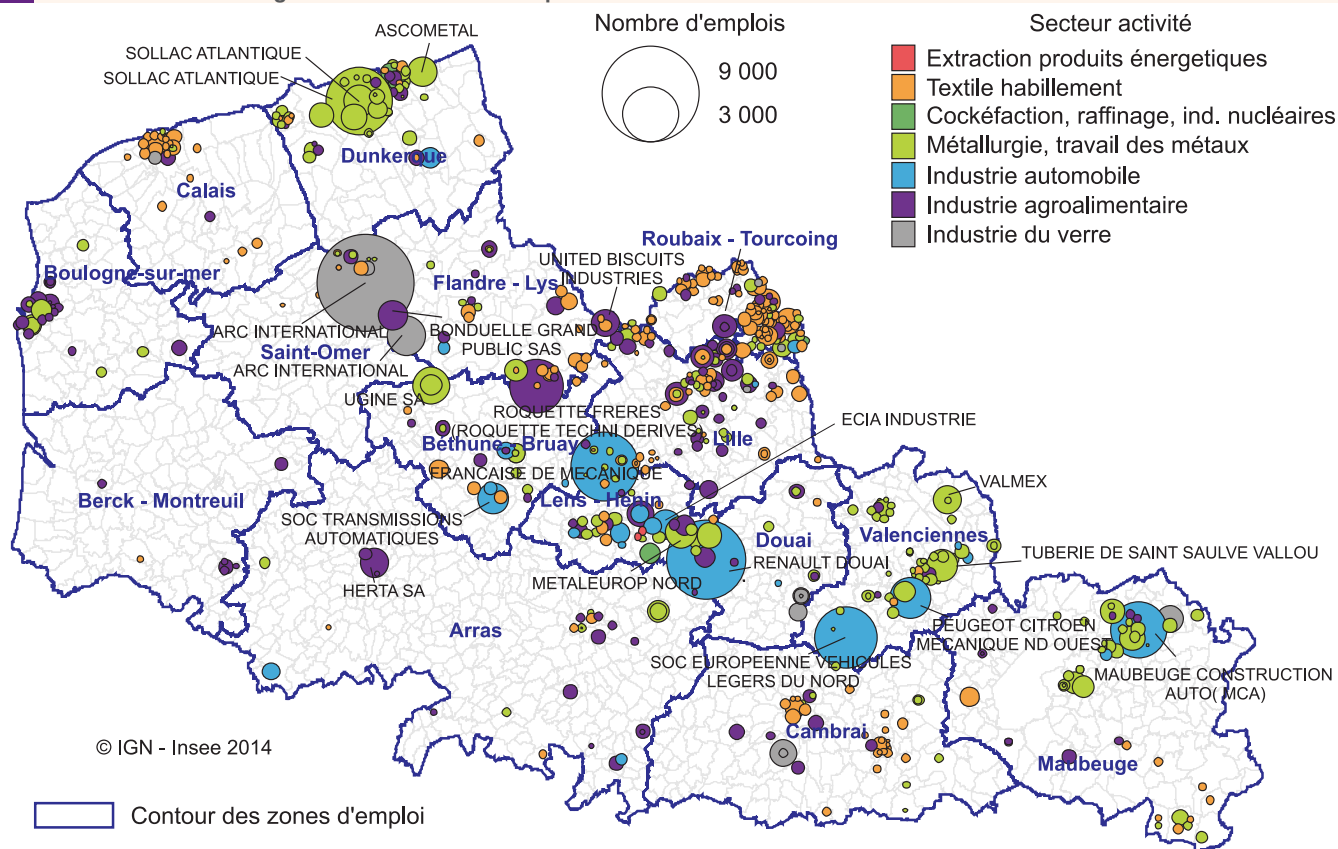 Nombre d'emplois
9 000
3 000
Secteur activité
Extraction produits énergetiques
Textile habillement
Cockéfaction, raffinage, ind. nucléaires
Métallurgie, travail des métaux
Industrie automobile
Industrie agroalimentaire
Industrie du verre
ASCOMETAL
SOLLAC ATLANTIQUE
SOLLAC ATLANTIQUE
Dunkerque
Calais
Boulogne-sur-mer
Roubaix - Tourcoing
UNITED BISCUITS
INDUSTRIES
Flandre - Lys
ARC INTERNATIONAL
BONDUELLE GRAND
PUBLIC SAS
Saint-Omer
ARC INTERNATIONAL
UGINE SA
ROQUETTE FRERES
(ROQUETTE TECHNI DERIVES)
ECIA INDUSTRIE
Lille
Béthune - Bruay
FRANCAISE DE MECANIQUE
Berck - Montreuil
Lens - Hénin
VALMEX
SOC TRANSMISSIONS
AUTOMATIQUES
Douai
Valenciennes
TUBERIE DE SAINT SAULVE VALLOU
RENAULT DOUAI
METALEUROP NORD
HERTA SA
Arras
PEUGEOT CITROEN
MECANIQUE ND OUEST
SOC EUROPEENNE VEHICULES
LEGERS DU NORD
MAUBEUGE CONSTRUCTION
AUTO( MCA)
Cambrai
Maubeuge
© IGN - Insee 2014
Contour des zones d'emploi